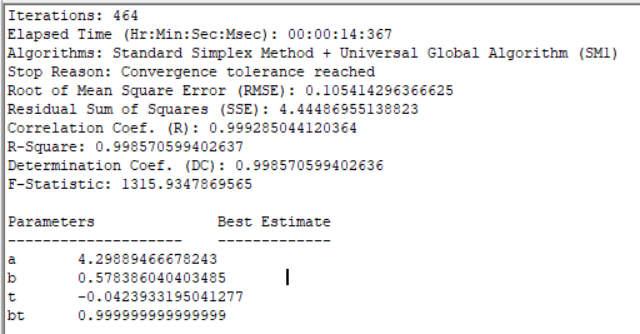 Iterations: 464
Elapsed Time (Hr:Min:Sec:Msec): 00:00:14:367
Algorithms: Standard Simplex Method + Universal Global Algorithm (SM1)
Stop Reason: Convergence tolerance reached
Root of Mean Square Error (RMSE): 0.105414296366625
Residual Sum of Squares (SSE): 4.44486955138823
Correlation Coef. (R): 0.999285044120364
R-Square: 0.998570599402637
Determination Coef. (DC): 0.998570599402636
F-Statistic: 1315.9347869565
Parameters Best Estimate
-------------------- -------------
a 4.29889466678243
b 0.578386040403485
t -0.0423933195041277
bt 0.999999999999999